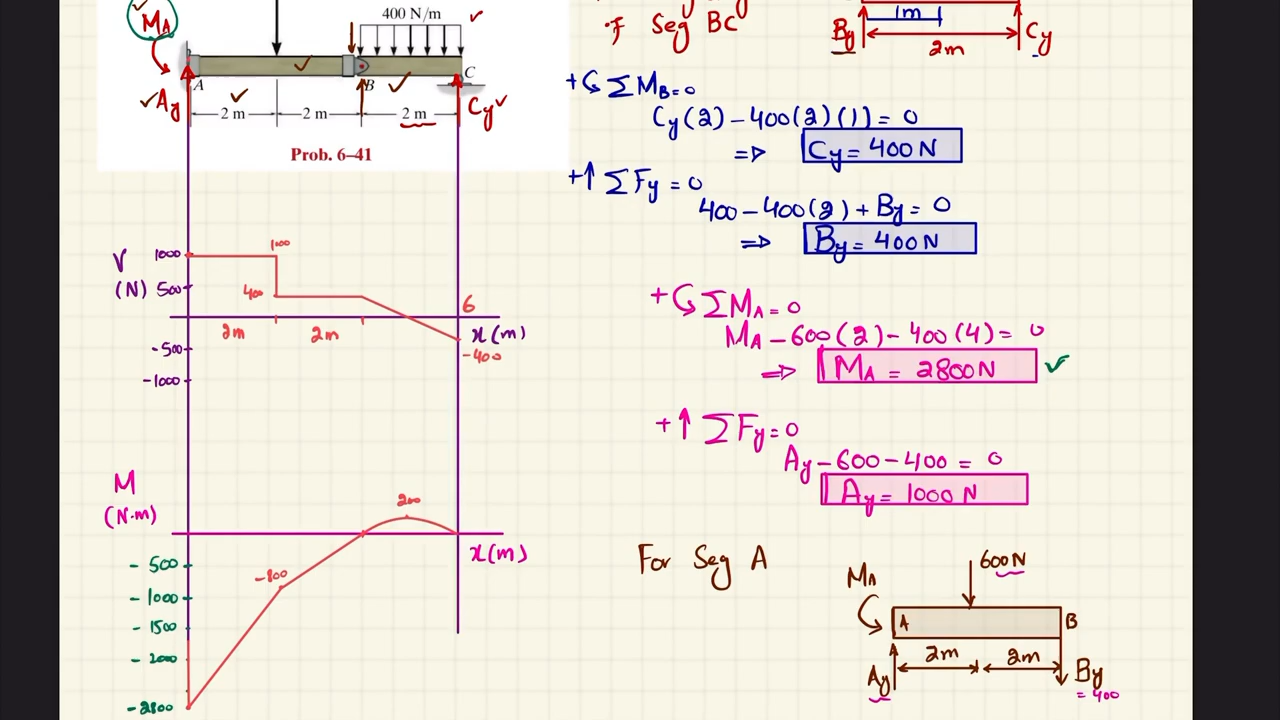 MA
400 N/m
A
B
C
Ay
Cy
2 m
2 m
2 m
Prob. 6–41
of Seg BC
By
1m
2m
Cy
+ ΣMB=0
Cy(2) - 400(2)(1) = 0
=> Cy = 400 N
+↑ ΣFy = 0
400 - 400(2) + By = 0
=> By = 400 N
+ ΣMA=0
MA - 600(2) - 400(4) = 0
=> MA = 2800N
+↑ ΣFy=0
Ay - 600 - 400 = 0
Ay = 1000 N
For Seg A
MA
600N
A
B
2m
2m
Ay
By
= 400
V
(N)
1000
500
-500
-1000
400
2m
2m
6
x(m)
-400
M
(N·m)
- 500
- 1000
- 1500
- 2000
-2800
-800
200
x(m)